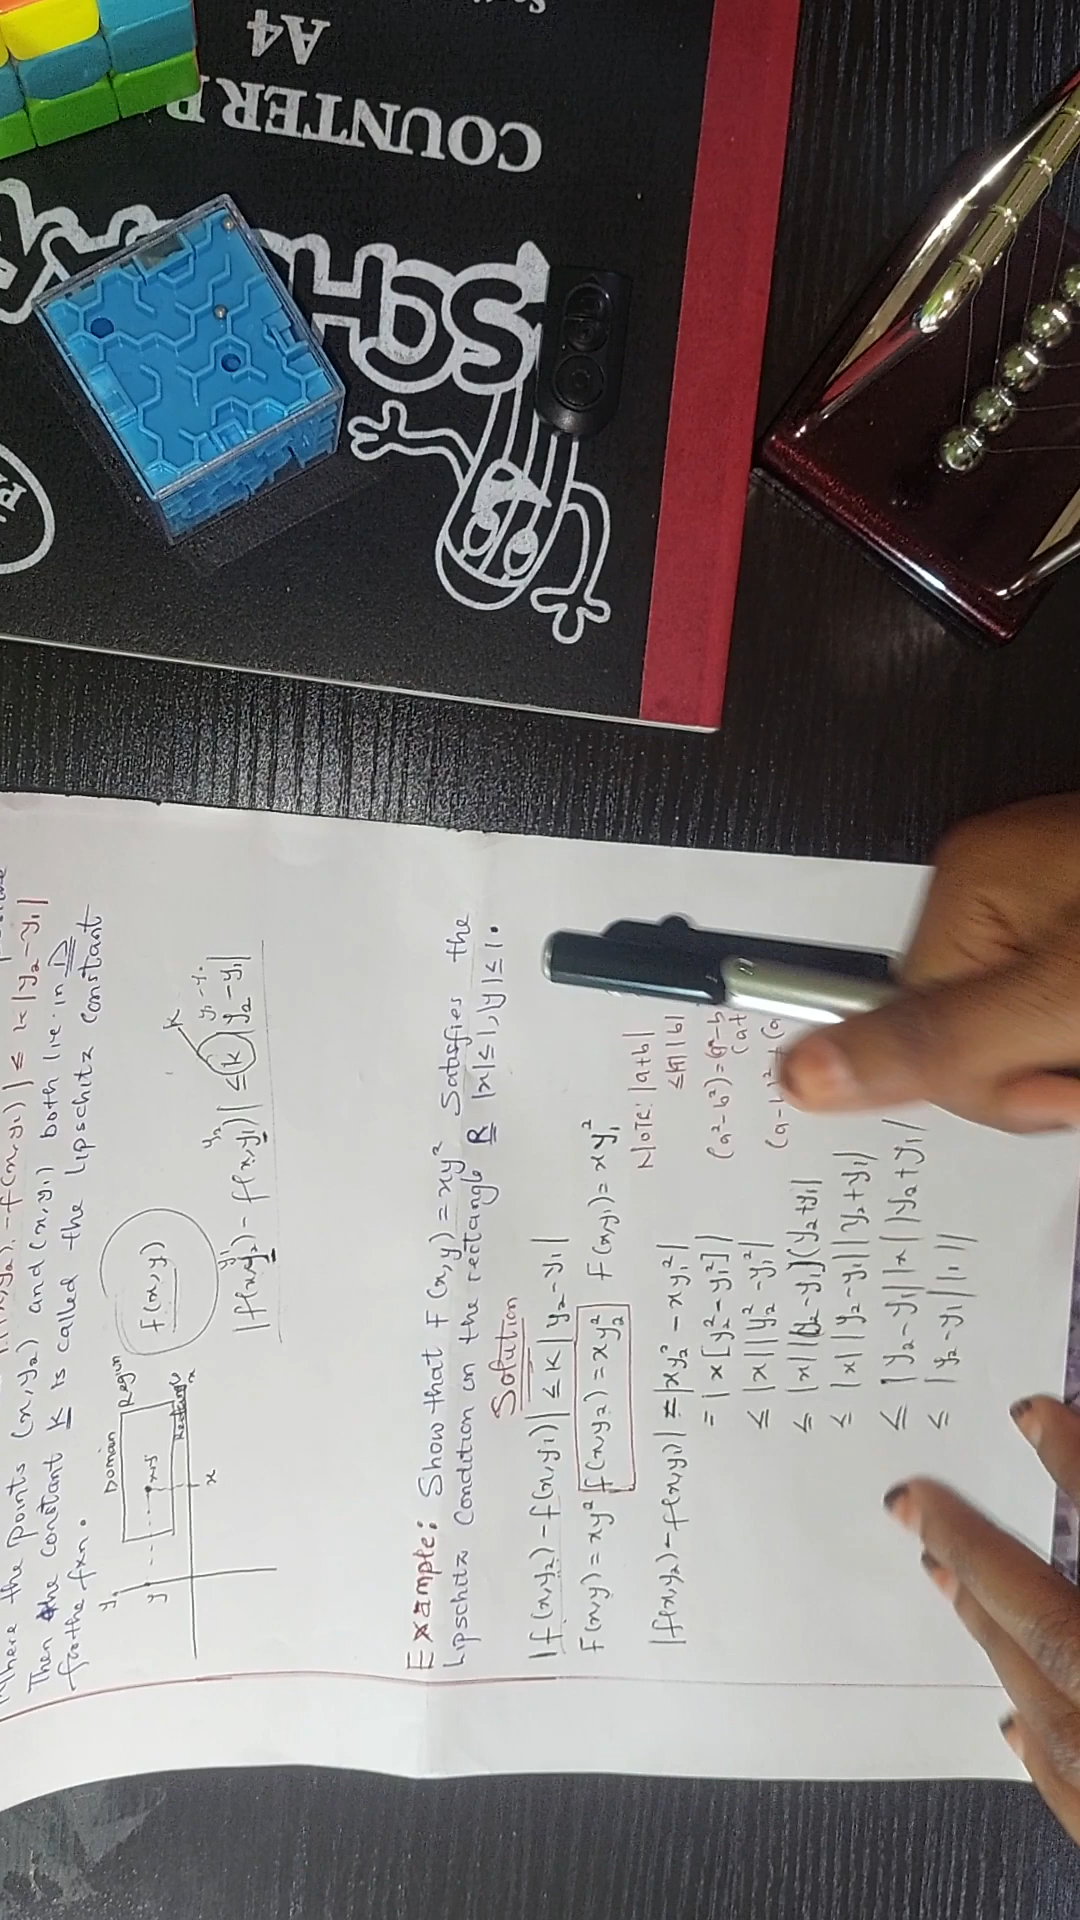 Where the points (x, y₂) and (x, y₁) both lie in D
Then the constant K is called the Lipschitz constant
for the fxn.
Domain
Region
Rectangle
f(x, y)
x
y
x
K
|f(x, y₂) - f(x, y₁)| ≤ K |y₂ - y₁|
Example: Show that F(x, y) = xy² Satisfies the
Lipschitz Condition in the rectangle R |x| ≤ 1, |y| ≤ 1.
Solution
|f(x, y₂) - f(x, y₁)| ≤ K |y₂ - y₁|
F(x, y) = xy² f(x, y₂) = xy₂² F(x, y₁) = xy₁²
|f(x, y₂) - f(x, y₁)| = |xy₂² - xy₁²|
= |x [y₂² - y₁²]|
≤ |x| |y₂² - y₁²|
≤ |x| |(y₂ - y₁)(y₂ + y₁)|
≤ |x| |y₂ - y₁| |y₂ + y₁|
≤ |y₂ - y₁| |x| |y₂ + y₁|
≤ |y₂ - y₁| |1|
NOTE: |a + b|
≤ |a| |b|
COUNTER
A4